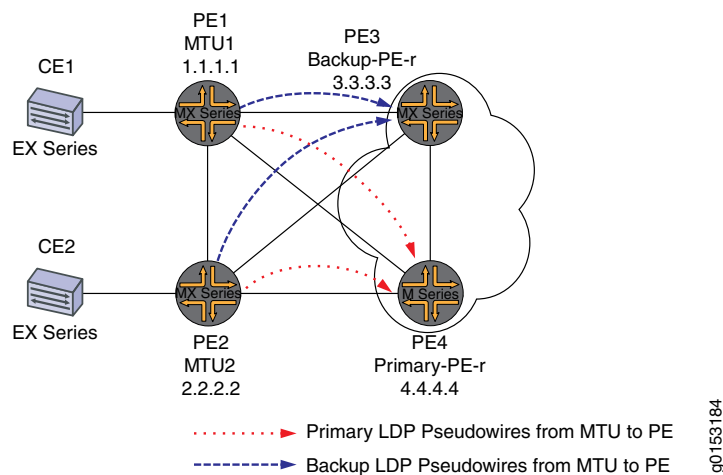 PE1
MTU1
1.1.1.1
PE3
Backup-PE-r
3.3.3.3
CE1
MX Series
MX Series
EX Series
CE2
MX Series
M Series
EX Series
PE2
MTU2
2.2.2.2
PE4
Primary-PE-r
4.4.4.4
Primary LDP Pseudowires from MTU to PE
Backup LDP Pseudowires from MTU to PE
g0153184